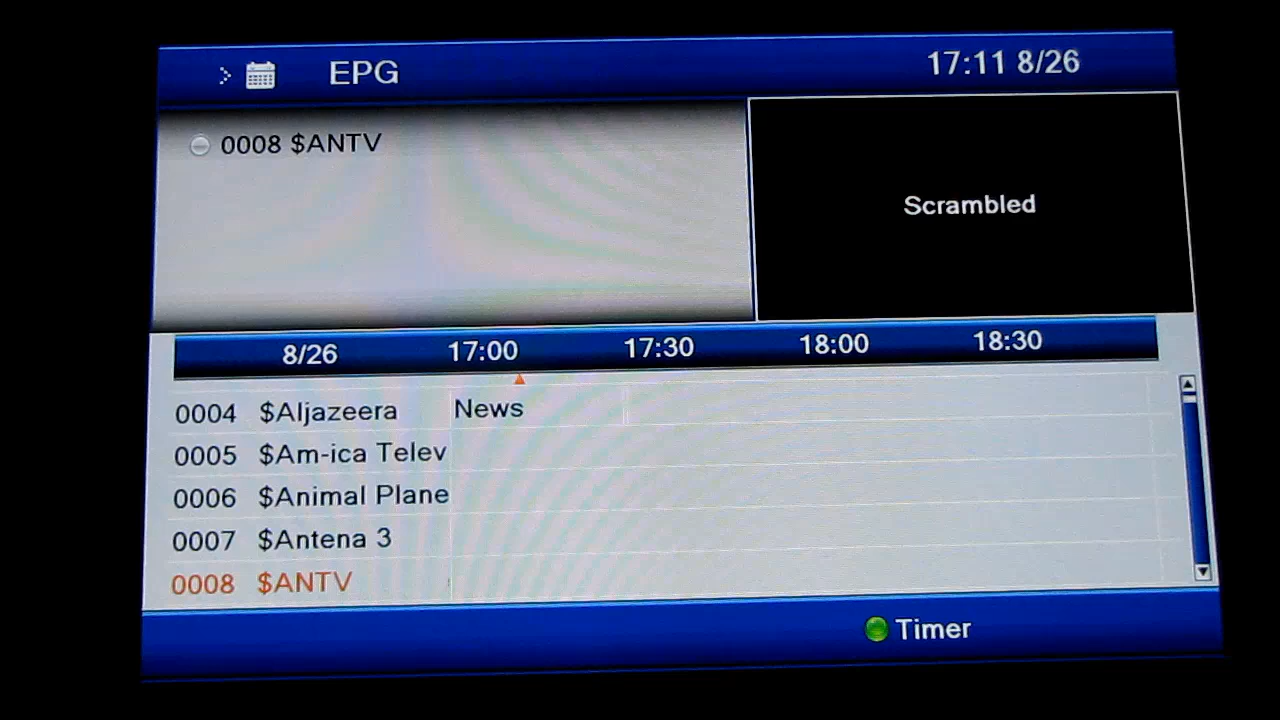 EPG
17:11 8/26
0008 $ANTV
Scrambled
8/26 17:00 17:30 18:00 18:30
0004 $Aljazeera News
0005 $Am-ica Telev
0006 $Animal Plane
0007 $Antena 3
0008 $ANTV
Timer